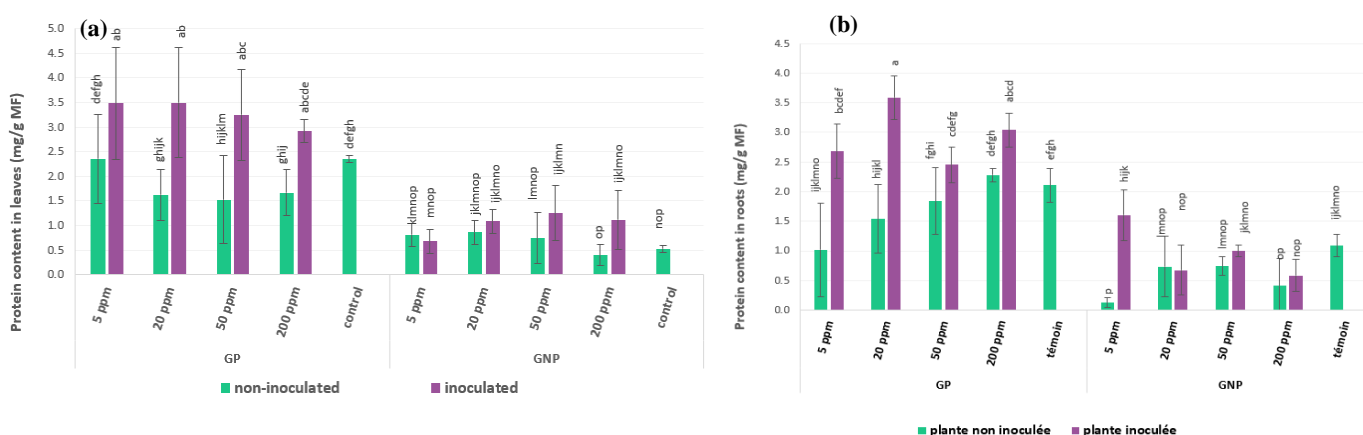 (a)
Protein content in leaves (mg/g MF)
5.0
4.5
4.0
3.5
3.0
2.5
2.0
1.5
1.0
0.5
0.0
defgh
ab
ghijk
ab
hijklm
abc
ghij
abcde
defgh
klmnop
mnop
jklmnop
ijklmno
lmnop
ijklmn
op
ijklmno
nop
5 ppm
20 ppm
50 ppm
200 ppm
control
5 ppm
20 ppm
50 ppm
200 ppm
control
GP
GNP
non-inoculated
inoculated
(b)
Protein content in roots (mg/g MF)
4.5
4.0
3.5
3.0
2.5
2.0
1.5
1.0
0.5
0.0
ijklmno
bcdef
hijkl
a
fghi
cdefg
defgh
abcd
efgh
p
hijk
mnop
nop
lmnop
jklmno
op
nop
ijklmno
5 ppm
20 ppm
50 ppm
200 ppm
témoin
5 ppm
20 ppm
50 ppm
200 ppm
témoin
GP
GNP
plante non inoculée
plante inoculée